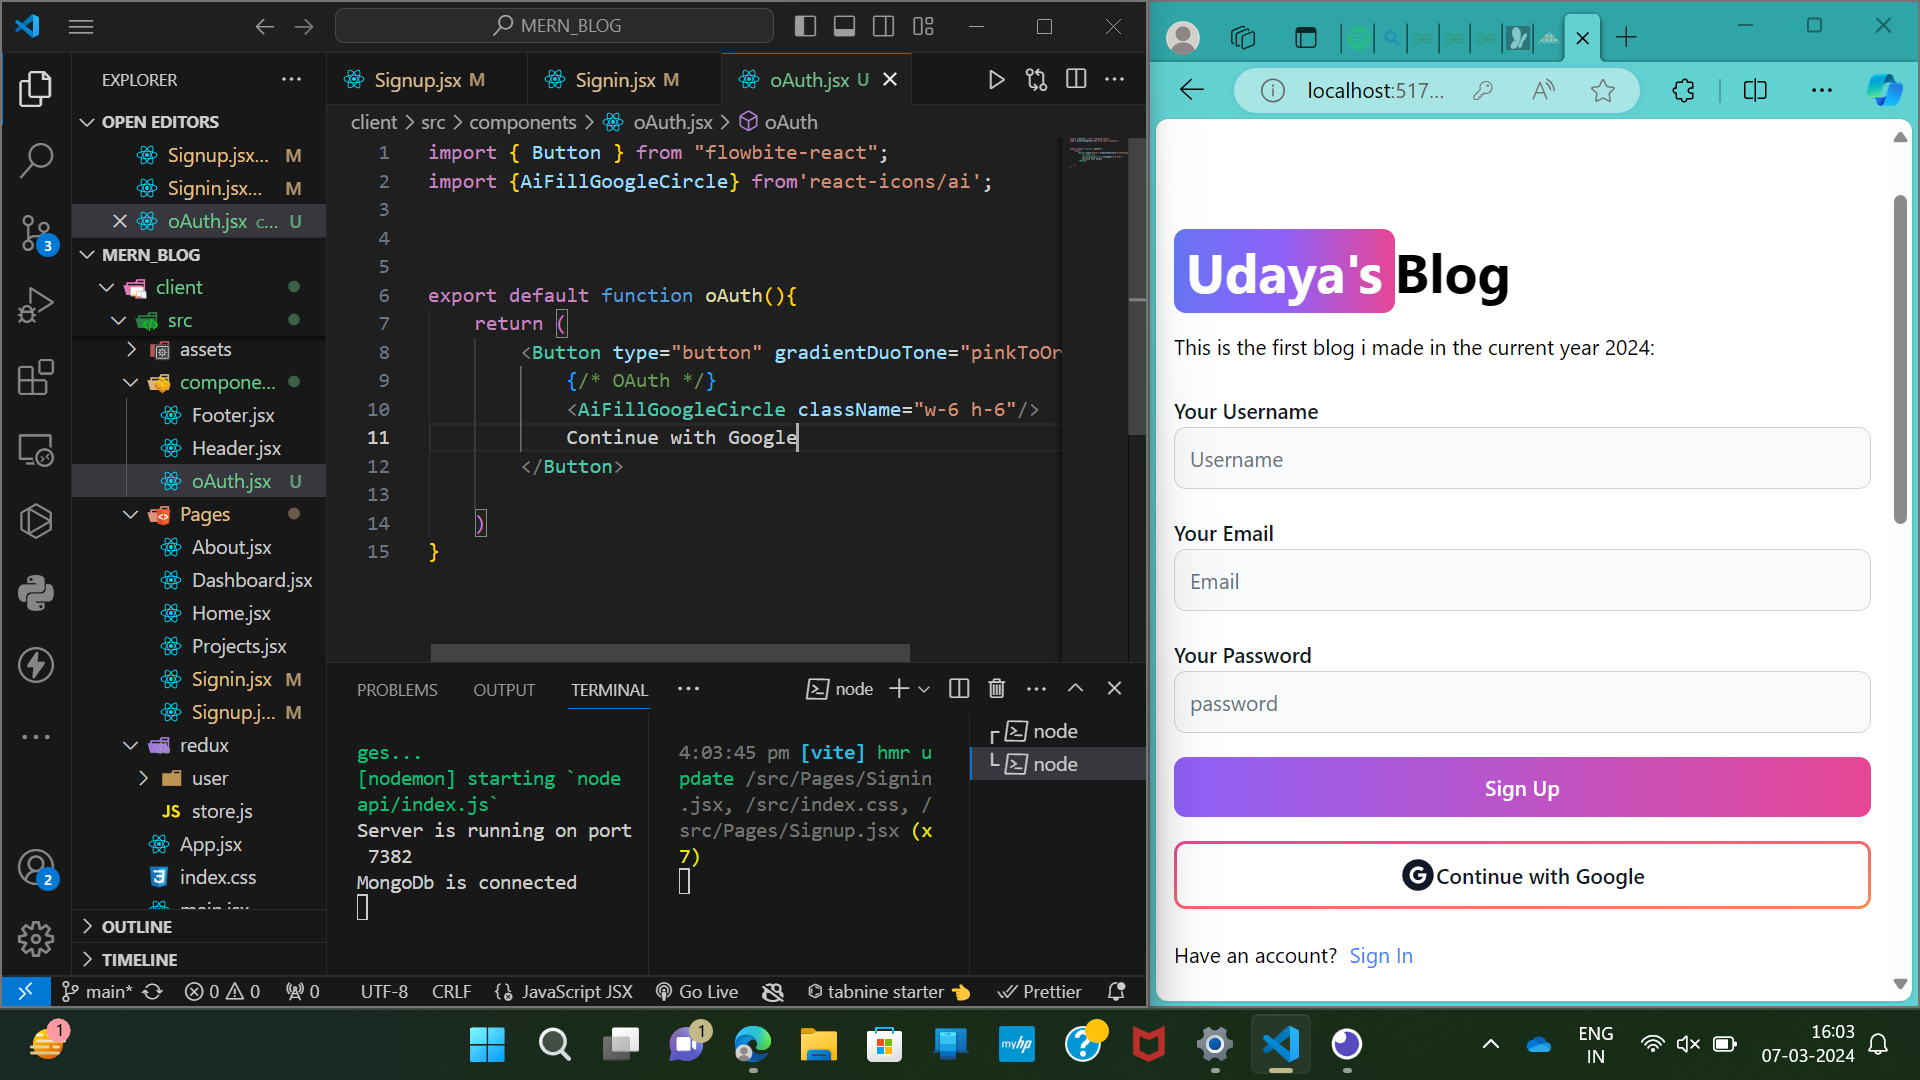 MERN_BLOG
EXPLORER
OPEN EDITORS
Signup.jsx... M
Signin.jsx... M
oAuth.jsx c... U
MERN_BLOG
client
src
assets
compone...
Footer.jsx
Header.jsx
oAuth.jsx U
Pages
About.jsx
Dashboard.jsx
Home.jsx
Projects.jsx
Signin.jsx M
Signup.j... M
redux
user
JS store.js
App.jsx
index.css
main.jsx
OUTLINE
TIMELINE
3
2
Signup.jsx M
Signin.jsx M
oAuth.jsx U
client > src > components > oAuth.jsx > oAuth
1 import { Button } from "flowbite-react";
2 import {AiFillGoogleCircle} from'react-icons/ai';
3
4
5
6 export default function oAuth(){
7 return (
8 <Button type="button" gradientDuoTone="pinkToOr
9 {/* OAuth */}
10 <AiFillGoogleCircle className="w-6 h-6"/>
11 Continue with Google
12 </Button>
13
14 )
15 }
PROBLEMS OUTPUT TERMINAL ... node
ges...
[nodemon] starting `node
api/index.js`
Server is running on port
7382
MongoDb is connected
4:03:45 pm [vite] hmr u
pdate /src/Pages/Signin
.jsx, /src/index.css, /
src/Pages/Signup.jsx (x
7)
node
node
main* 0 0 0 UTF-8 CRLF JavaScript JSX Go Live tabnine starter Prettier
localhost:517...
Udaya's Blog
This is the first blog i made in the current year 2024:
Your Username
Username
Your Email
Email
Your Password
password
Sign Up
G Continue with Google
Have an account? Sign In
1
1
myhp
?
ENG
IN
16:03
07-03-2024